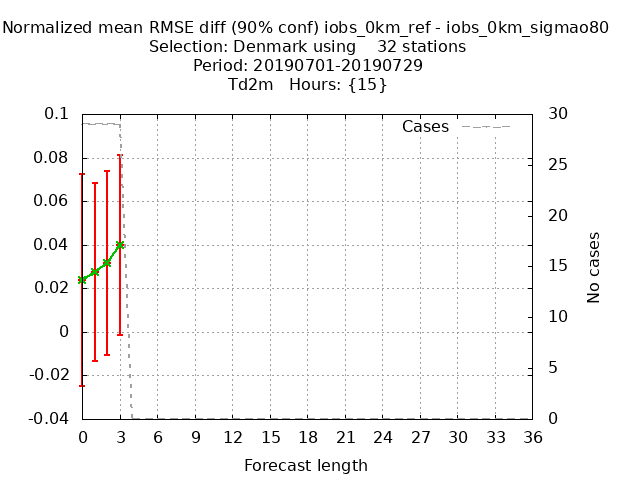 Normalized mean RMSE diff (90% conf) iobs_0km_ref - iobs_0km_sigmao80
Selection: Denmark using    32 stations
Period: 20190701-20190729
Td2m   Hours: {15}
0.1
0.08
0.06
0.04
0.02
0
-0.02
-0.04
Cases
30
25
20
15
10
5
0
No cases
0 3 6 9 12 15 18 21 24 27 30 33 36
Forecast length